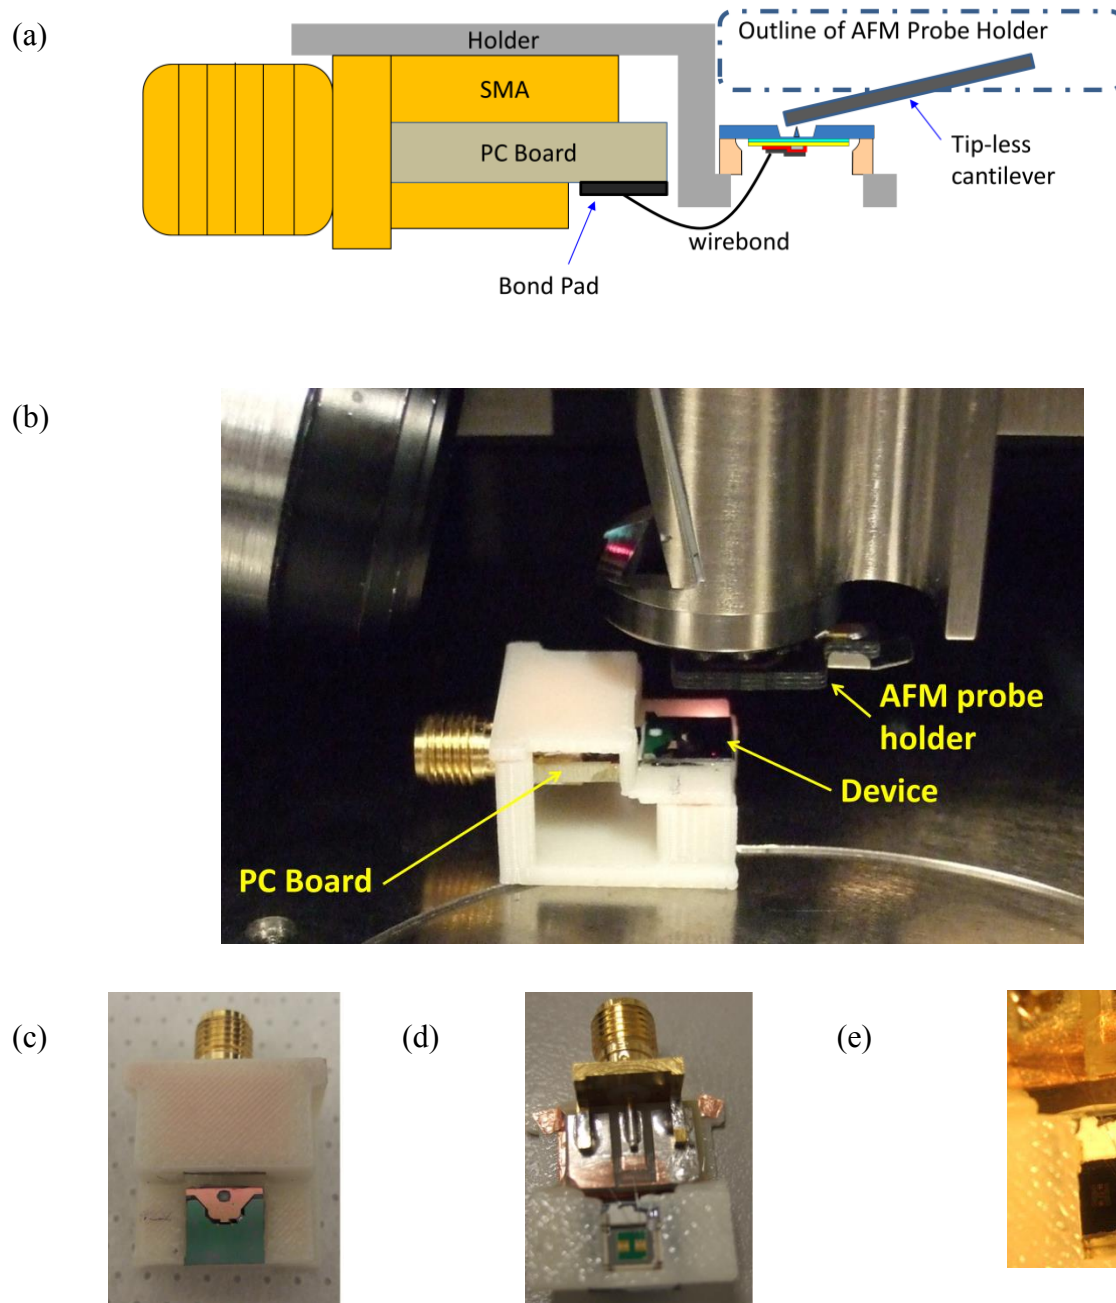 (a)
Holder
Outline of AFM Probe Holder
SMA
PC Board
Tip-less
cantilever
wirebond
Bond Pad
(b)
AFM probe
holder
Device
PC Board
(c)
(d)
(e)